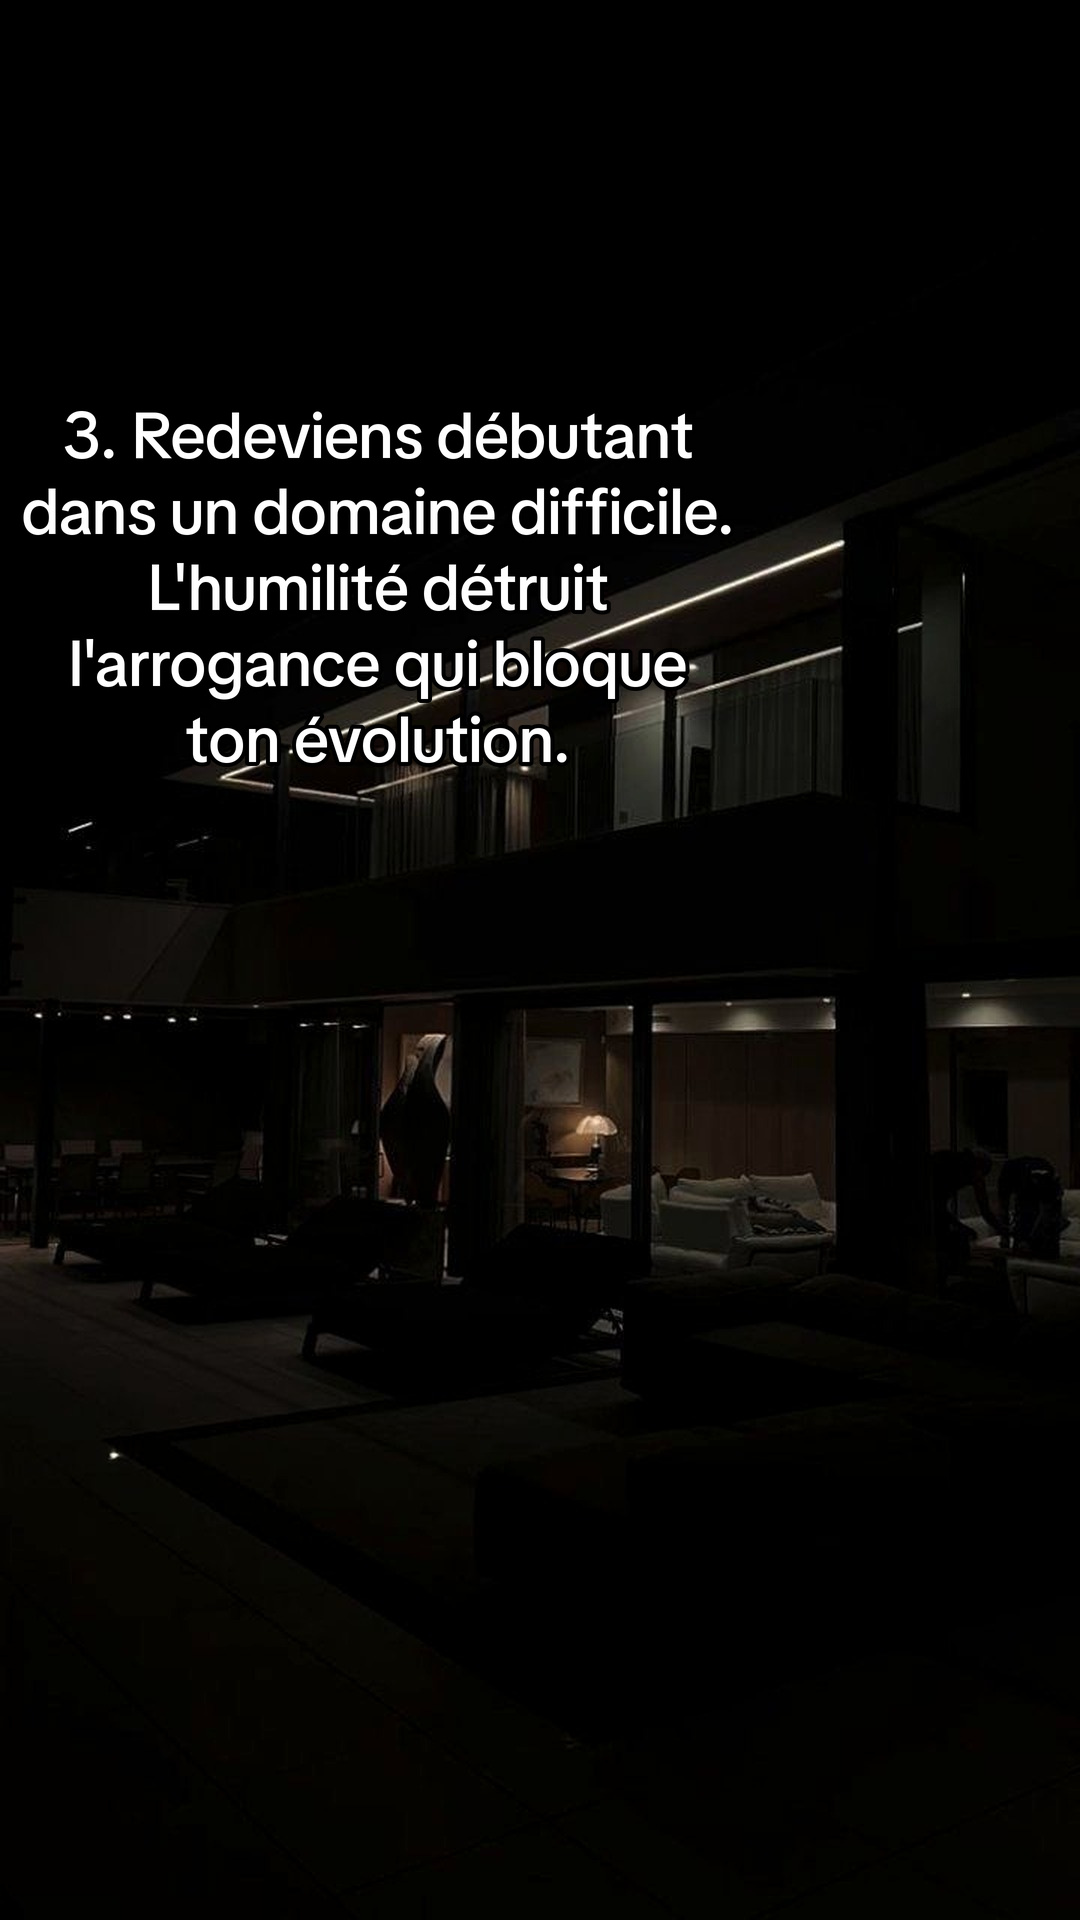 3. Redeviens débutant
dans un domaine difficile.
L'humilité détruit
l'arrogance qui bloque
ton évolution.